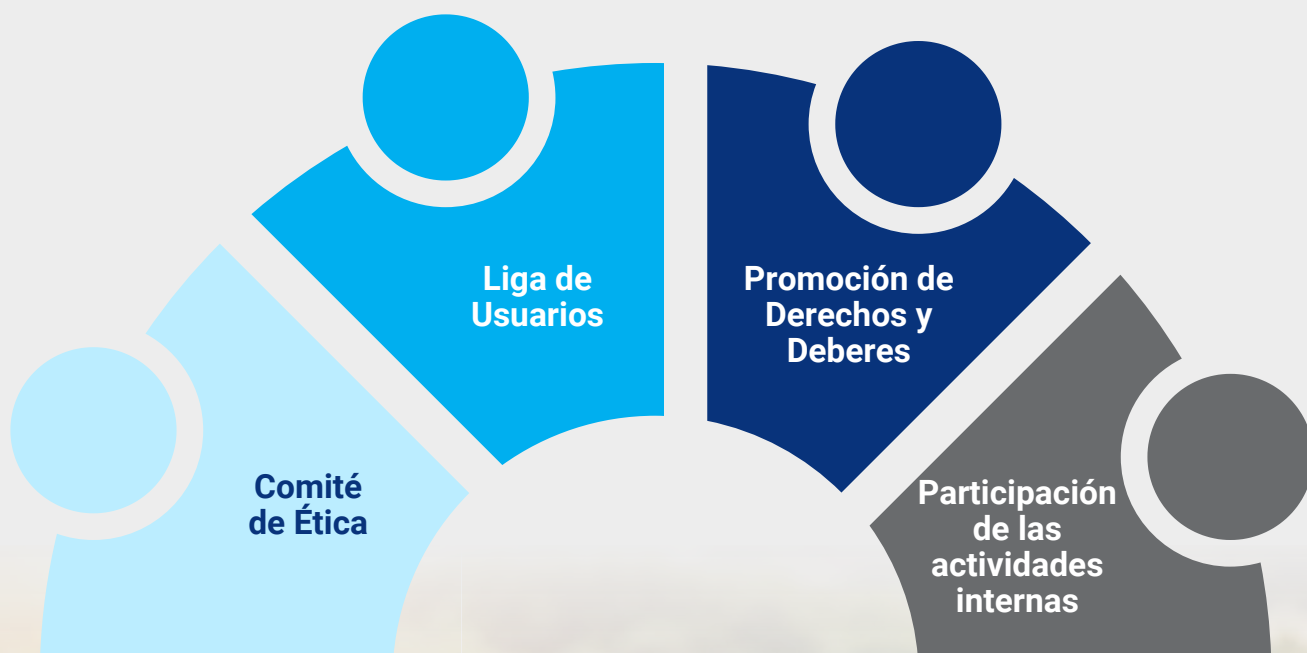 Comité
de Ética
Liga de
Usuarios
Promoción de
Derechos y
Deberes
Participación
de las
actividades
internas